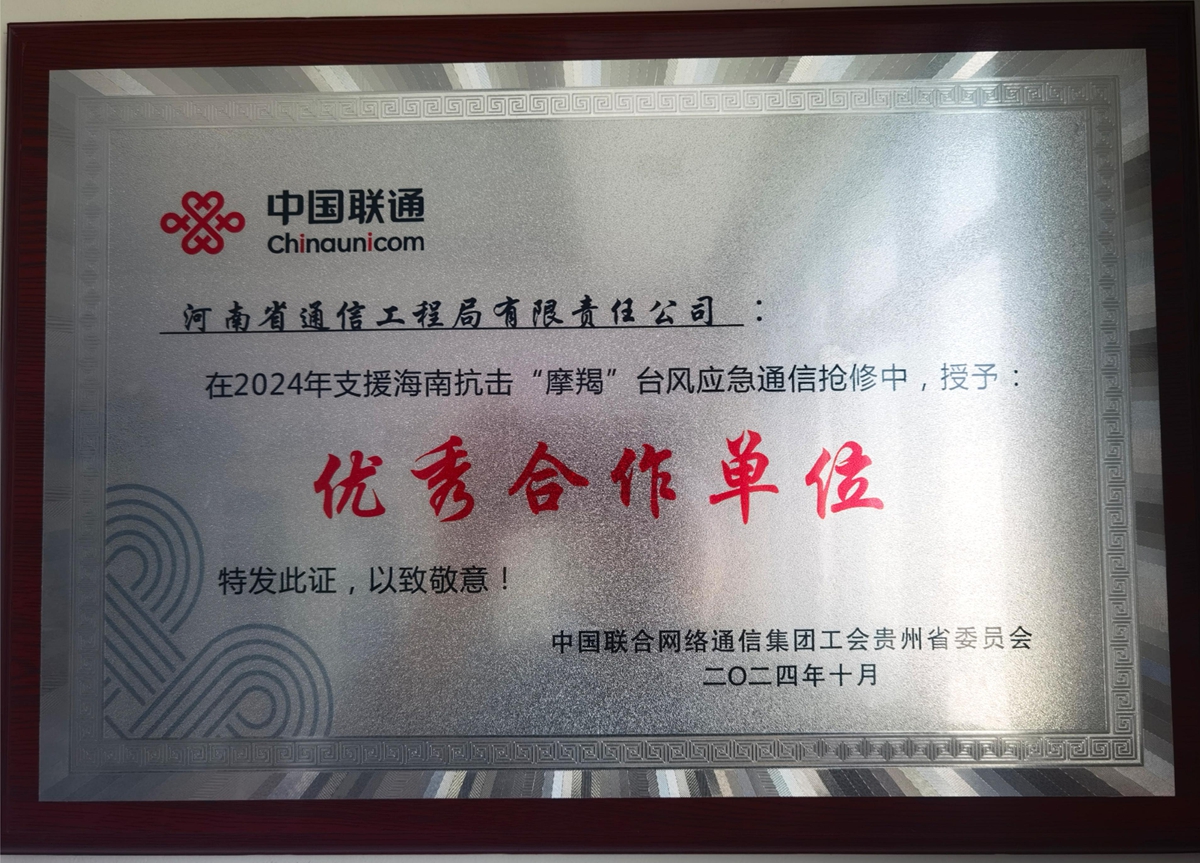 中国联通
Chinaunicom
河南省通信工程局有限责任公司：
在2024年支援海南抗击“摩羯”台风应急通信抢修中，授予：
优秀合作单位
特发此证，以致敬意！
中国联合网络通信集团工会贵州省委员会
二〇二四年十月